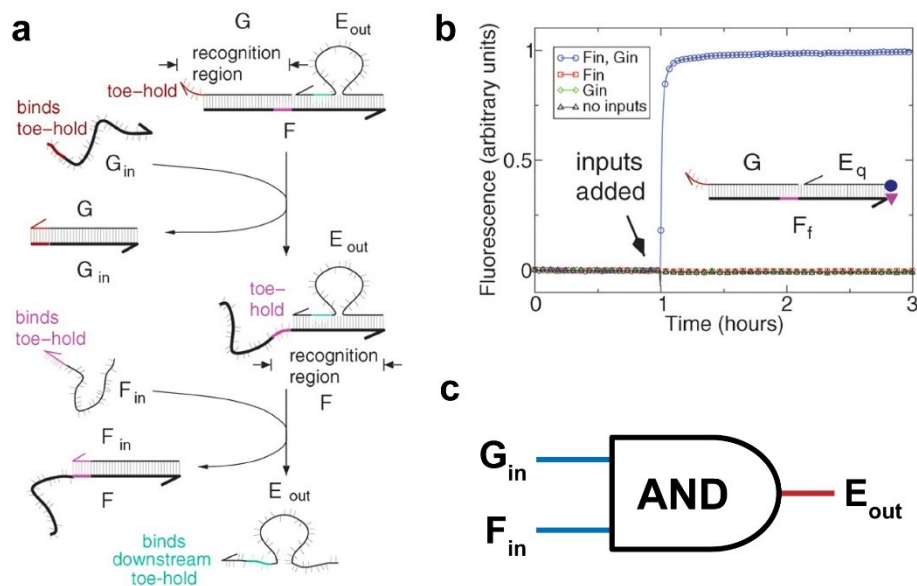 a
G
E out
recognition
region
toe–hold
F
binds
toe–hold
G in
G
G in
E out
toe–
hold
recognition
region
F
binds
toe–hold
F in
F in
F
E out
binds
downstream
toe–hold
b
Fluorescence (arbitrary units)
1
0.5
0
Fin, Gin
Fin
Gin
no inputs
inputs
added
G
E q
F f
0 1 2 3
Time (hours)
c
G in
F in
AND
E out